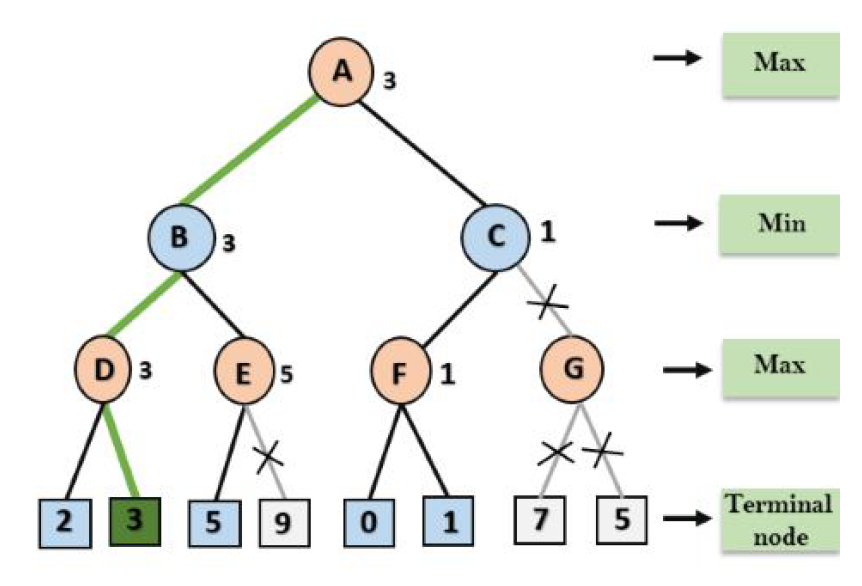 A 3 Max
B 3 C 1 Min
D 3 E 5 F 1 G Max
2 3 5 9 0 1 7 5 Terminal
node